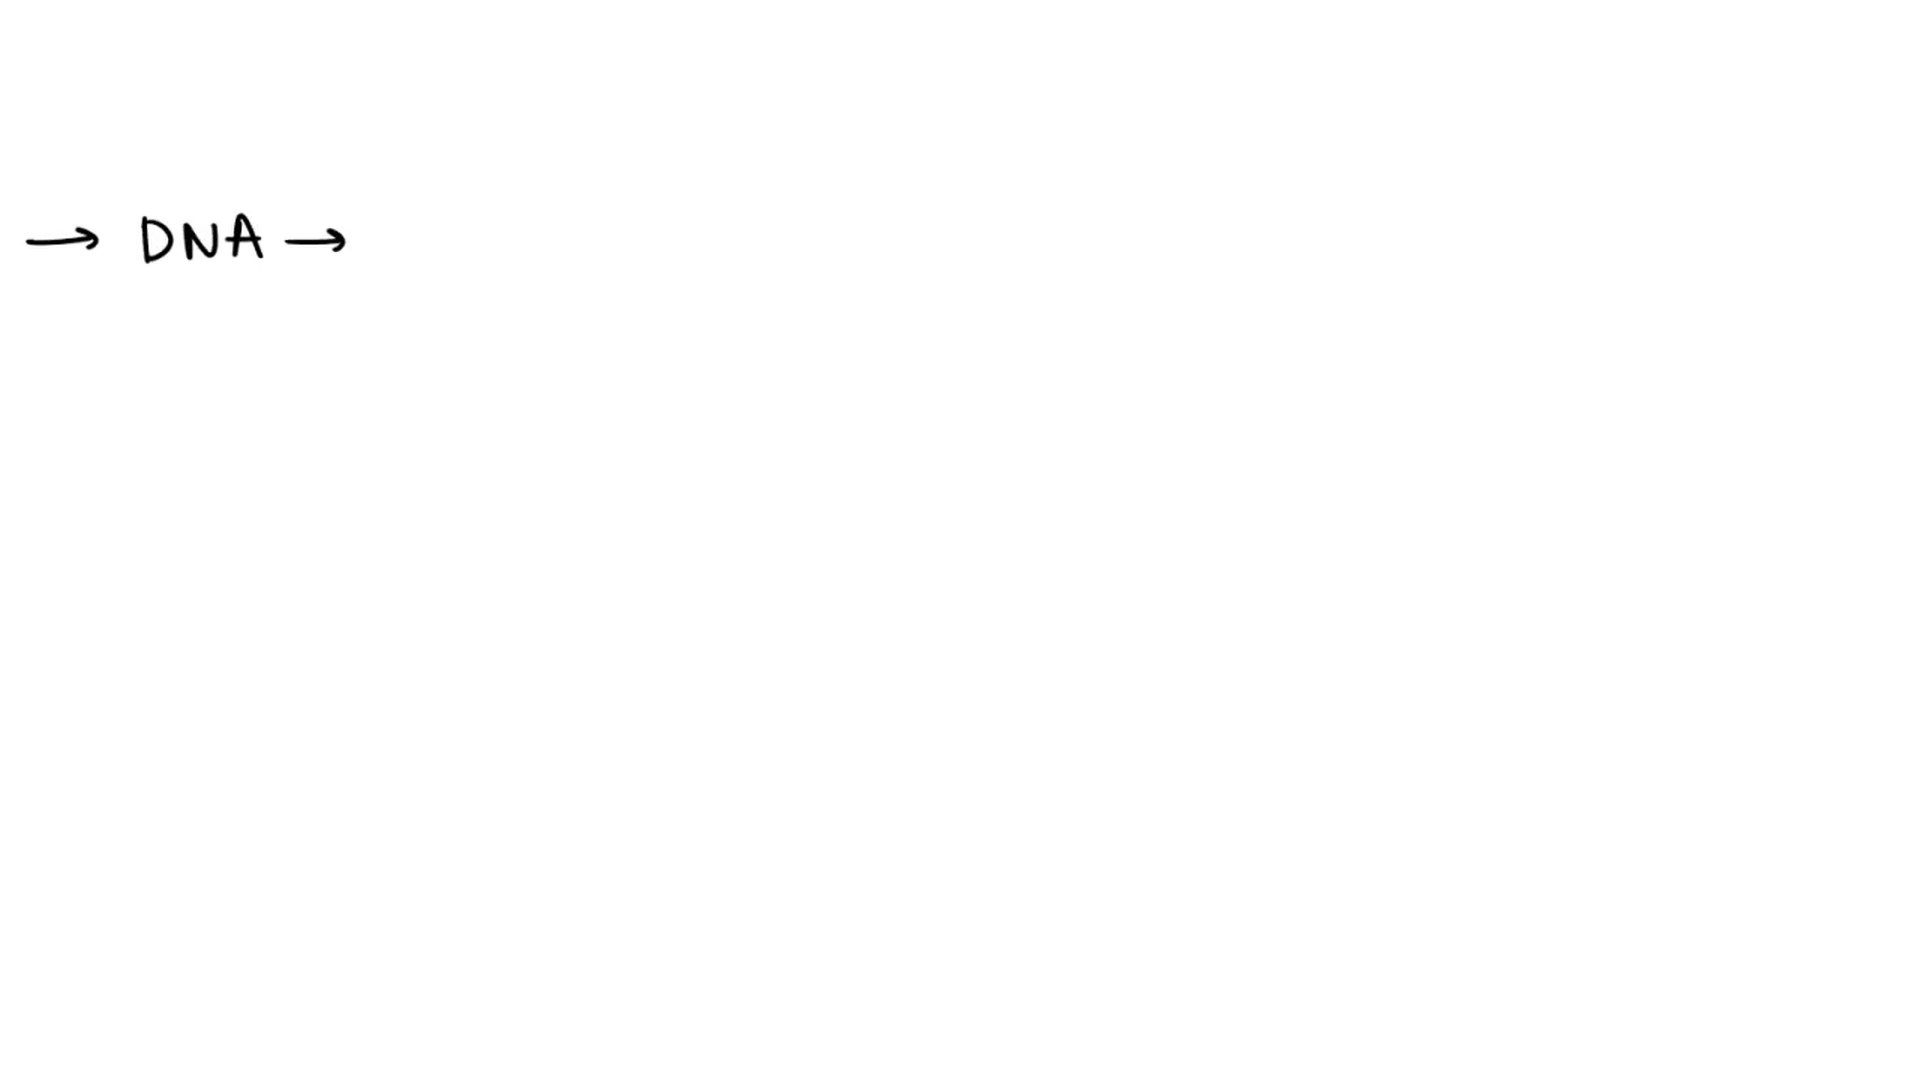 → DNA →